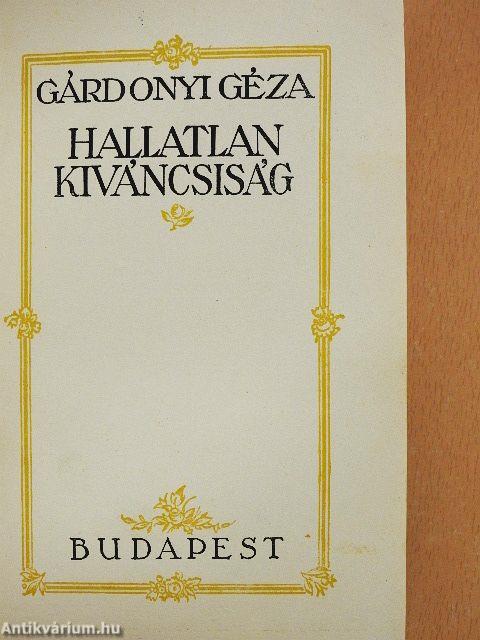 GÁRDONYI GÉZA
HALLATLAN
KIVÁNCSISÁG
BUDAPEST
Antikvárium.hu